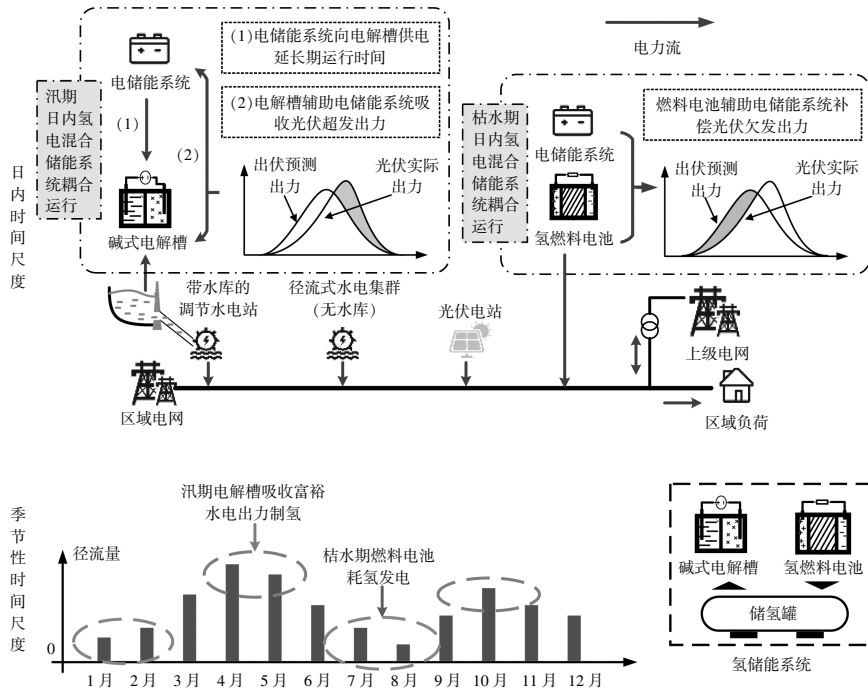 日内时间尺度
汛期
日内氢
电混合
储能系
统耦合
运行
电储能系统
(1)
(2)
碱式电解槽
(1)电储能系统向电解槽供电
延长期运行时间
(2)电解槽辅助电储能系统吸
收光伏超发出力
出伏预测
出力
光伏实际
出力
电力流
枯水期
日内氢
电混合
储能系
统耦合
运行
电储能系统
氢燃料电池
燃料电池辅助电储能系统补
偿光伏欠发出力
出伏预测
出力
光伏实际
出力
带水库的
调节水电站
径流式水电集群
(无水库)
光伏电站
上级电网
区域电网
区域负荷
季节性时间尺度
径流量
汛期电解槽吸收富裕
水电出力制氢
枯水期燃料电池
耗氢发电
0
1月 2月 3月 4月 5月 6月 7月 8月 9月 10月 11月 12月
碱式电解槽
氢燃料电池
储氢罐
氢储能系统